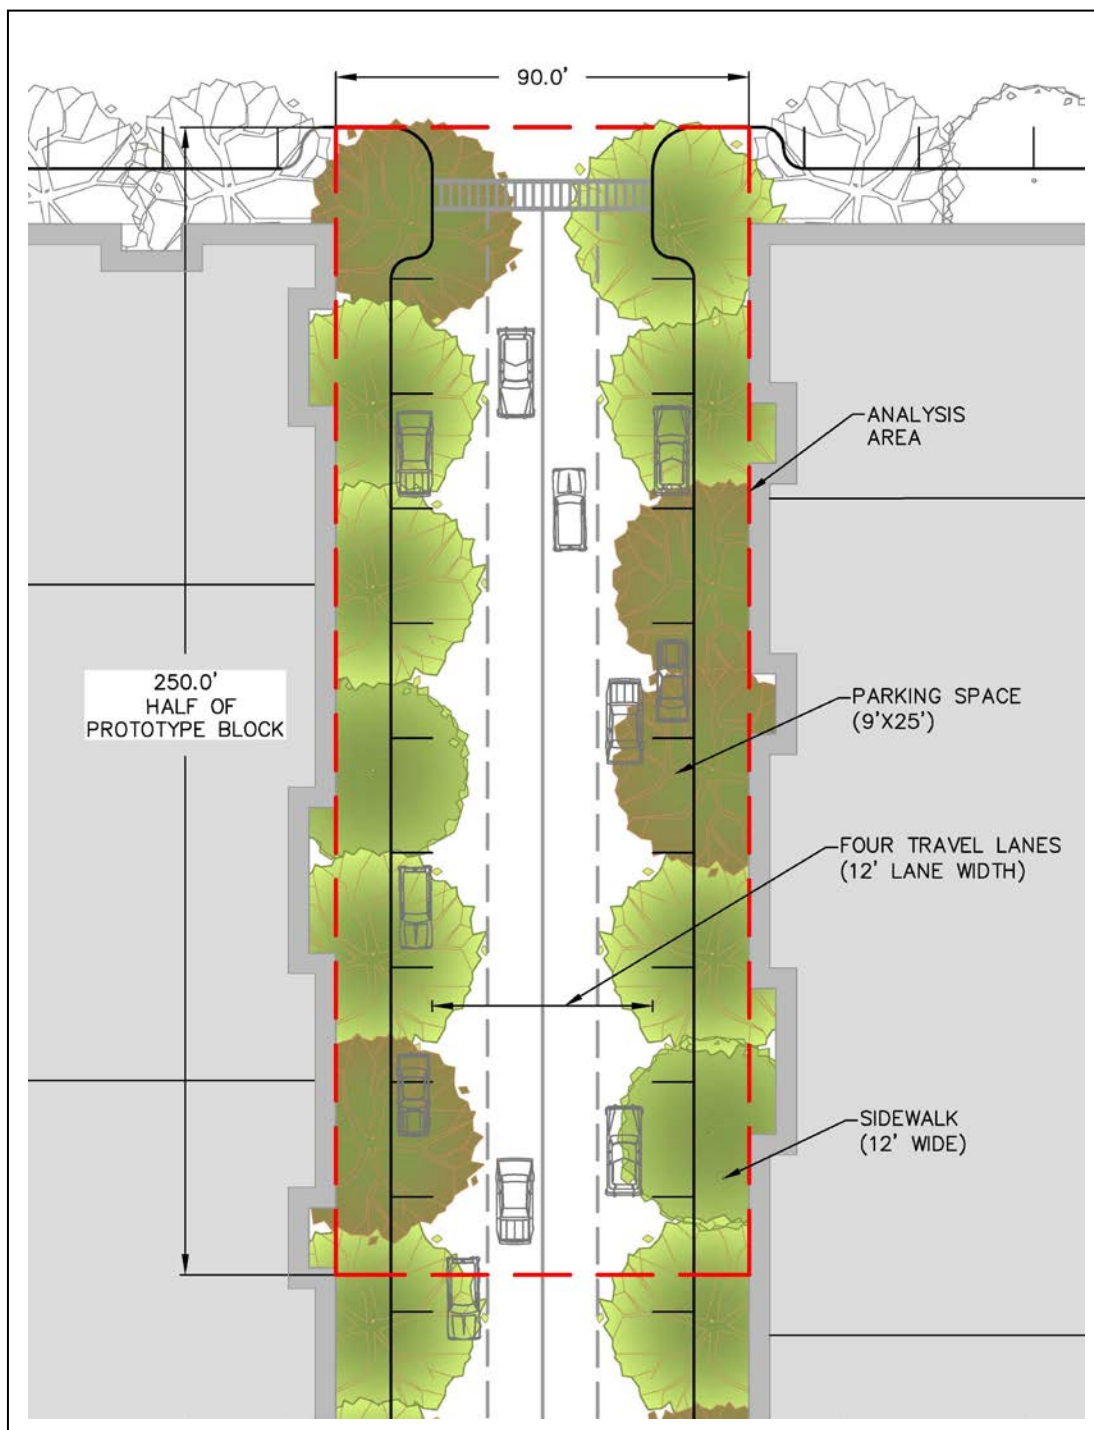 90.0'
ANALYSIS
AREA
250.0'
HALF OF
PROTOTYPE BLOCK
PARKING SPACE
(9'X25')
FOUR TRAVEL LANES
(12' LANE WIDTH)
SIDEWALK
(12' WIDE)